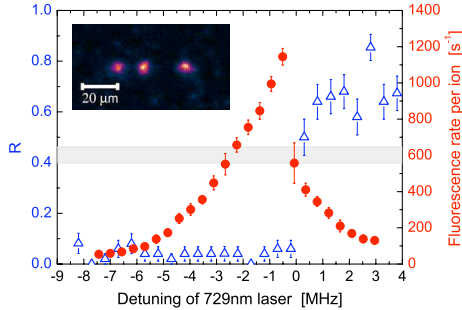 1.0
0.8
0.6
0.4
0.2
0.0
R
20 μm
1400
1200
1000
800
600
400
200
0
Fluorescence rate per ion [s⁻¹]
-9 -8 -7 -6 -5 -4 -3 -2 -1 0 1 2 3 4
Detuning of 729nm laser [MHz]